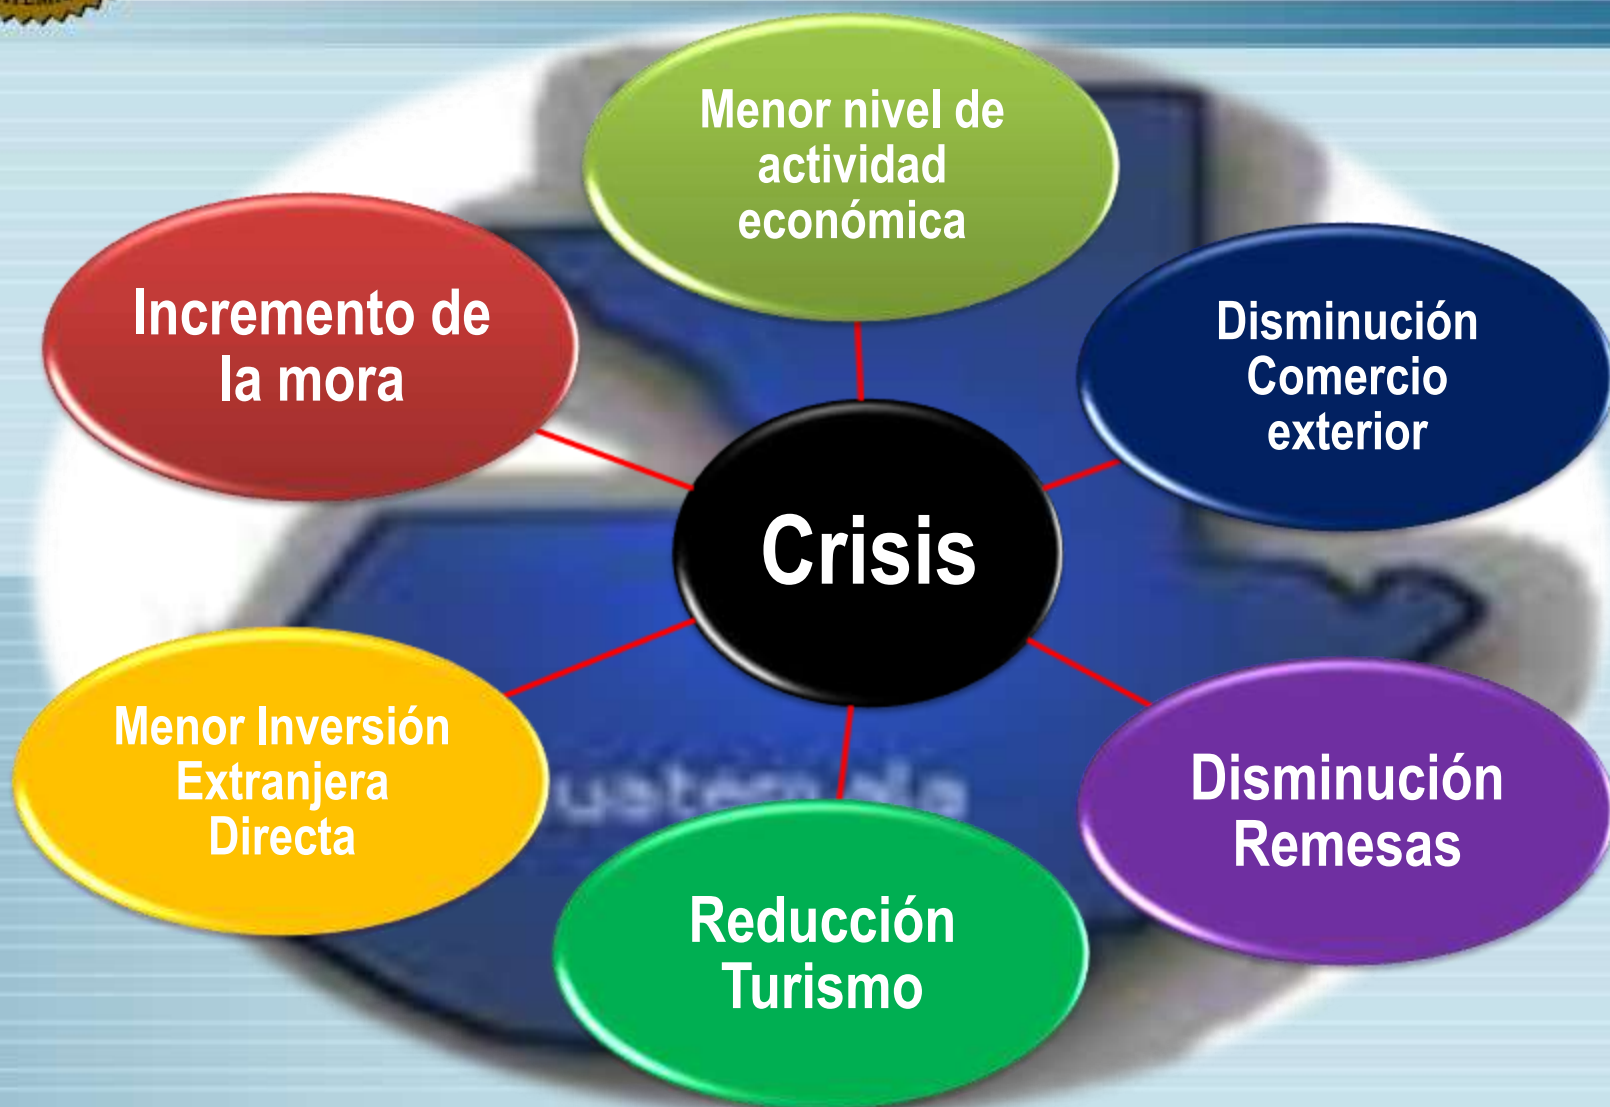 Menor nivel de
actividad
económica
Disminución
Comercio
exterior
Disminución
Remesas
Reducción
Turismo
Menor Inversión
Extranjera
Directa
Incremento de
la mora
Crisis